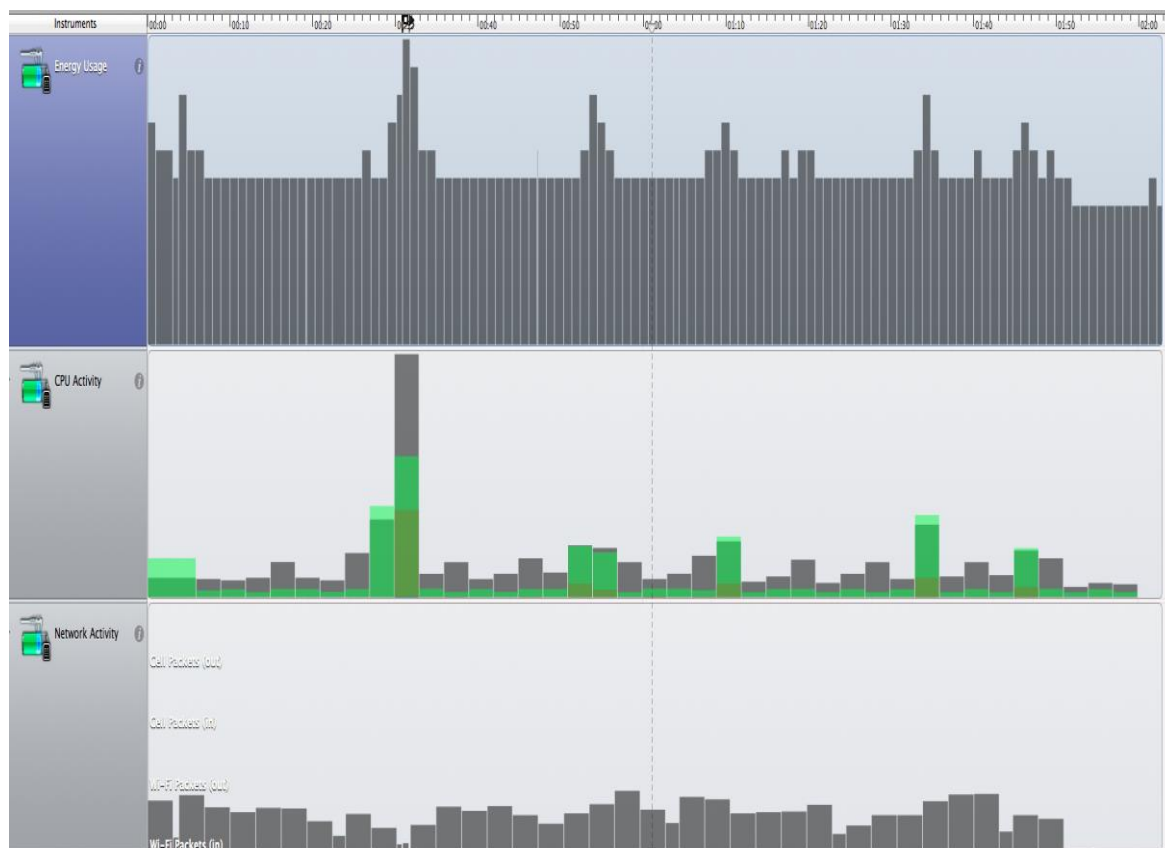 Instruments
00:00 00:10 00:20 00:40 00:50 01:10 01:20 01:30 01:40 01:50 02:00
Energy Usage
CPU Activity
Network Activity
Cell Packets (out)
Cell Packets (in)
Wi-Fi Packets (out)
Wi-Fi Packets (in)